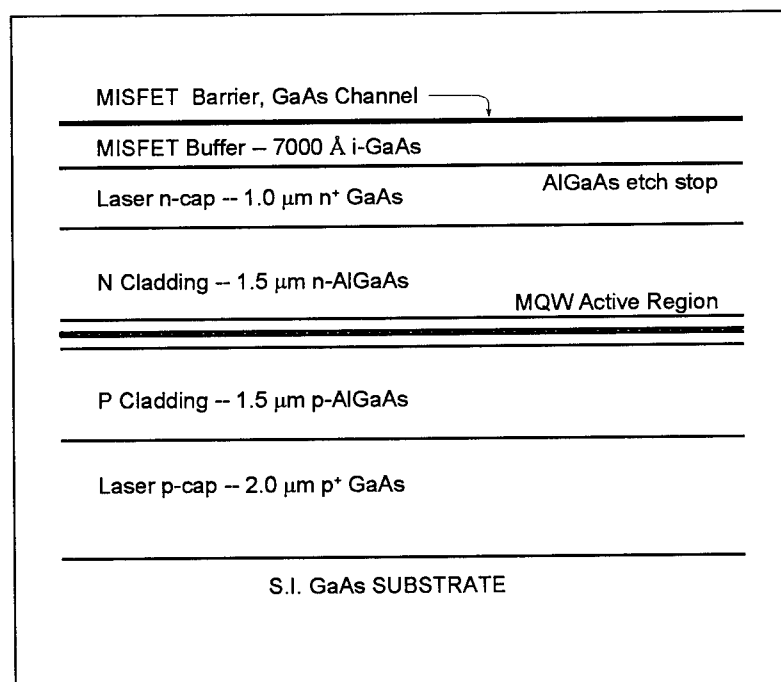 MISFET Barrier, GaAs Channel
MISFET Buffer – 7000 Å i-GaAs
AlGaAs etch stop
Laser n-cap -- 1.0 μm n⁺ GaAs
N Cladding -- 1.5 μm n-AlGaAs
MQW Active Region
P Cladding -- 1.5 μm p-AlGaAs
Laser p-cap -- 2.0 μm p⁺ GaAs
S.I. GaAs SUBSTRATE